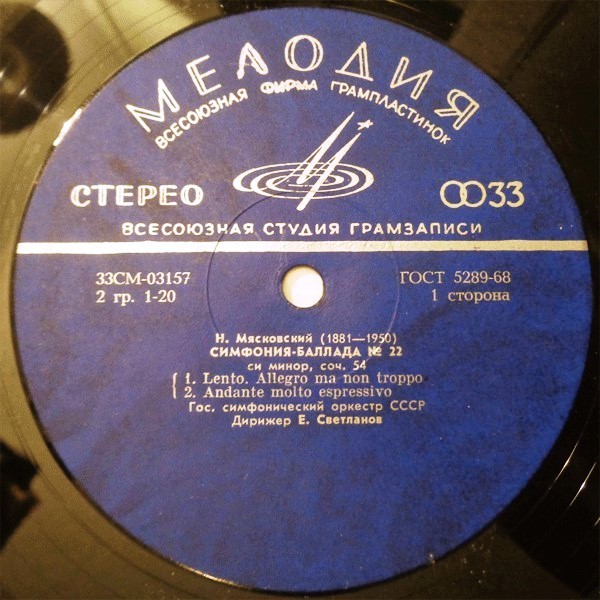 МЕЛОДИЯ
ВСЕСОЮЗНАЯ ФИРМА ГРАМПЛАСТИНОК
СТЕРЕО
33
ВСЕСОЮЗНАЯ СТУДИЯ ГРАМЗАПИСИ
33СМ-03157
ГОСТ 5289-68
2 гр. 1-20
1 сторона
Н. Мясковский (1881—1950)
СИМФОНИЯ-БАЛЛАДА № 22
си минор, соч. 54
1. Lento. Allegro ma non troppo
2. Andante molto espressivo
Гос. симфонический оркестр СССР
Дирижер Е. Светланов